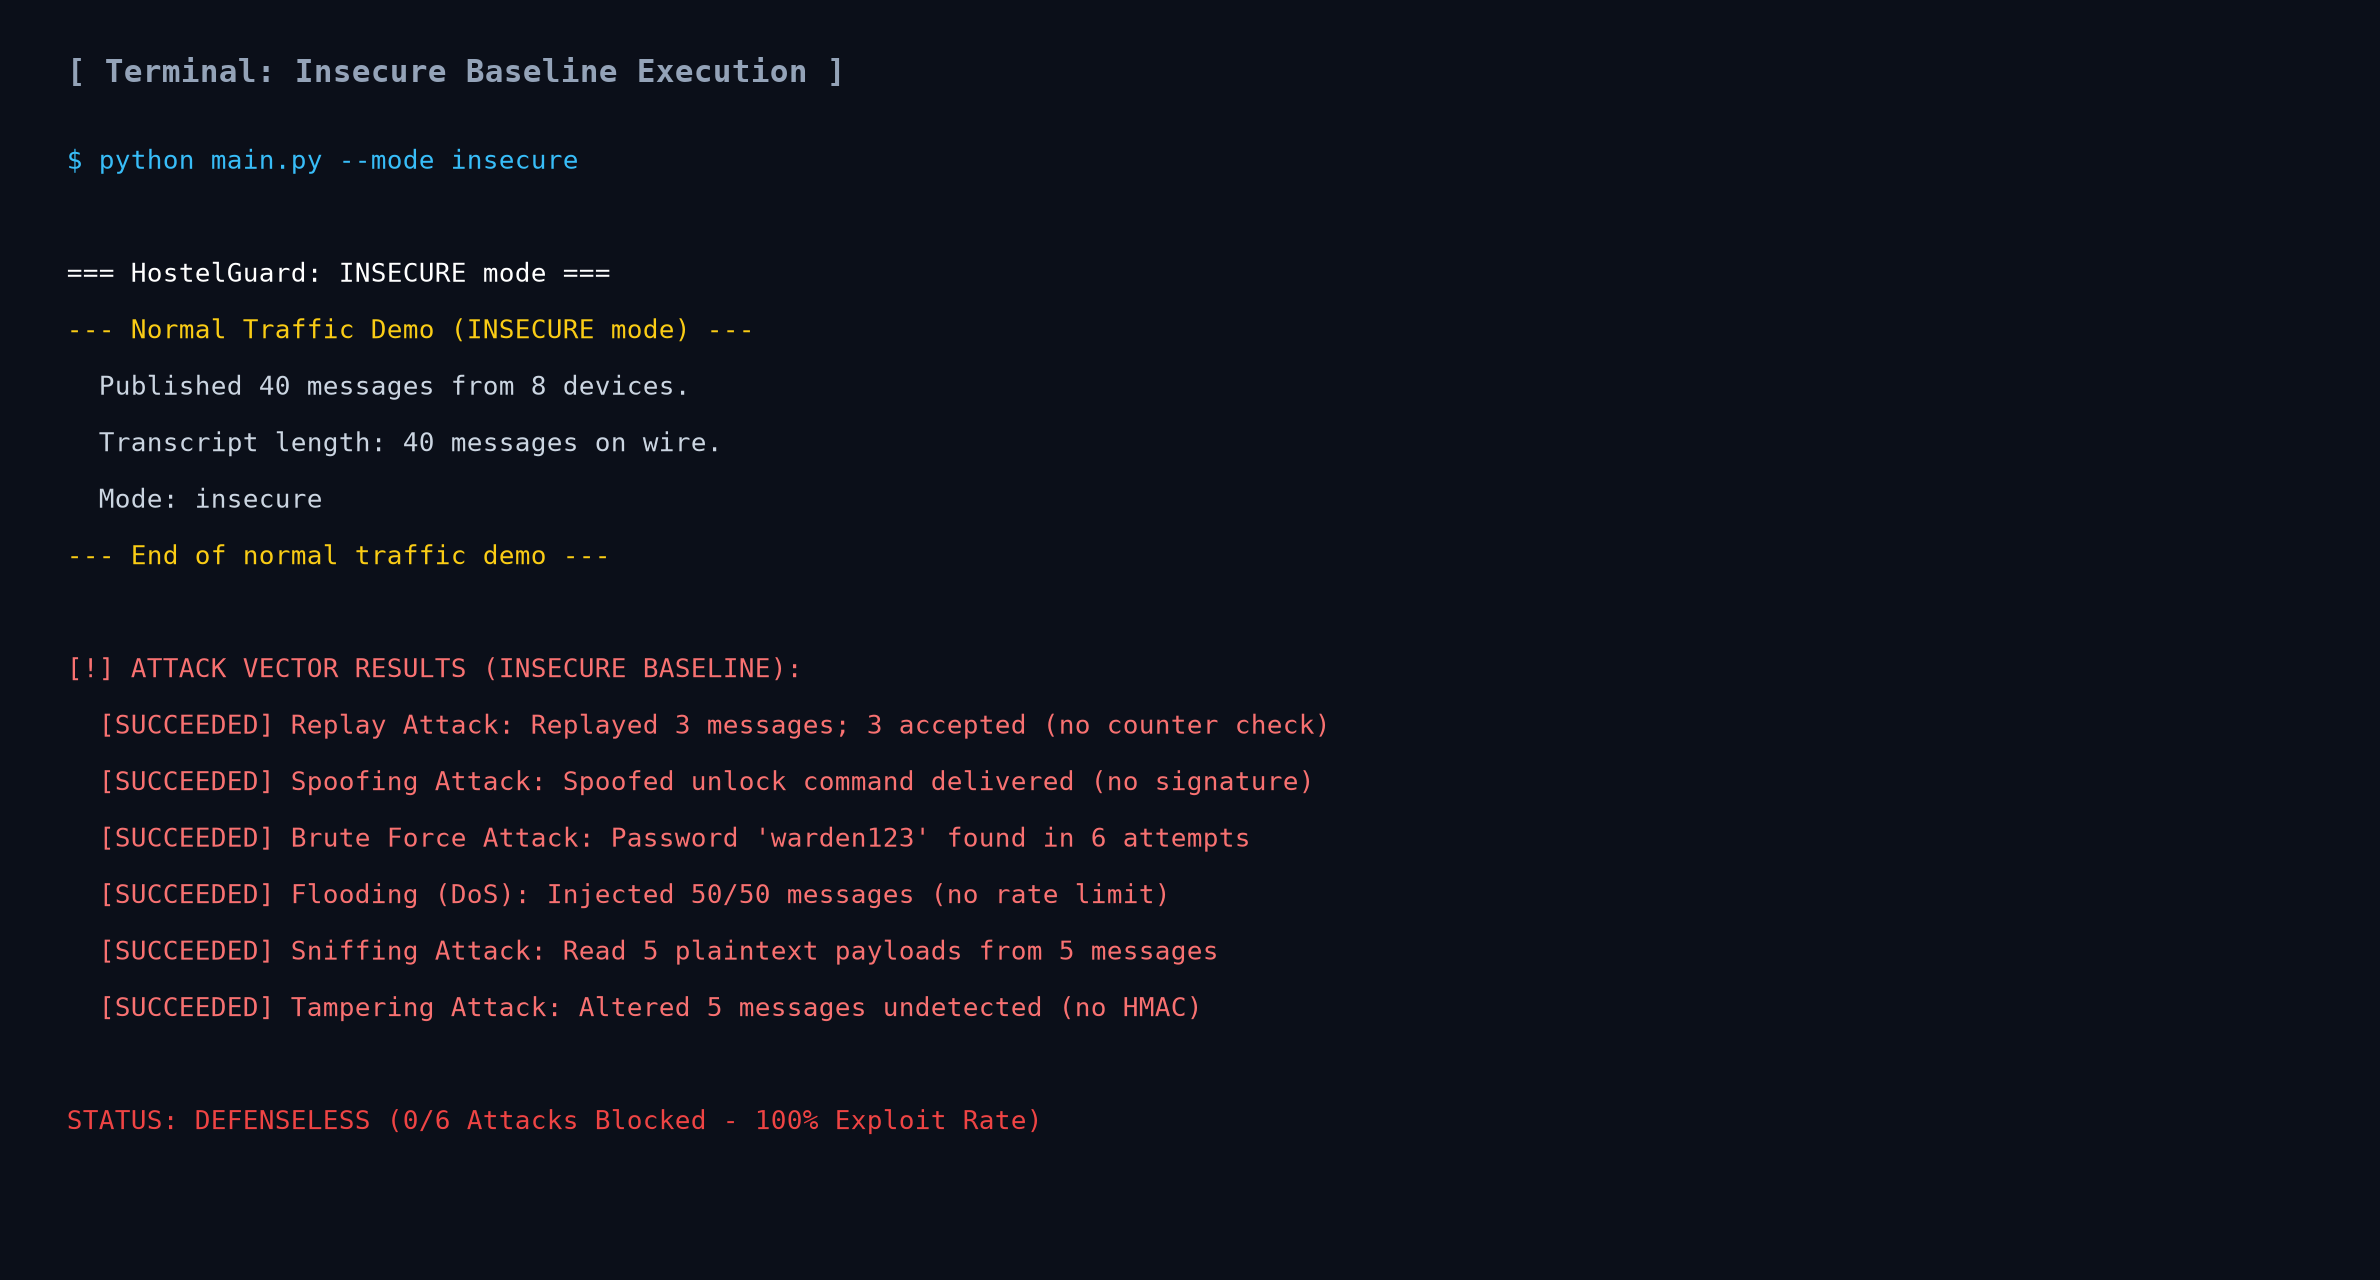 [ Terminal: Insecure Baseline Execution ]
$ python main.py --mode insecure
=== HostelGuard: INSECURE mode ===
--- Normal Traffic Demo (INSECURE mode) ---
Published 40 messages from 8 devices.
Transcript length: 40 messages on wire.
Mode: insecure
--- End of normal traffic demo ---
[!] ATTACK VECTOR RESULTS (INSECURE BASELINE):
[SUCCEEDED] Replay Attack: Replayed 3 messages; 3 accepted (no counter check)
[SUCCEEDED] Spoofing Attack: Spoofed unlock command delivered (no signature)
[SUCCEEDED] Brute Force Attack: Password 'warden123' found in 6 attempts
[SUCCEEDED] Flooding (DoS): Injected 50/50 messages (no rate limit)
[SUCCEEDED] Sniffing Attack: Read 5 plaintext payloads from 5 messages
[SUCCEEDED] Tampering Attack: Altered 5 messages undetected (no HMAC)
STATUS: DEFENSELESS (0/6 Attacks Blocked - 100% Exploit Rate)